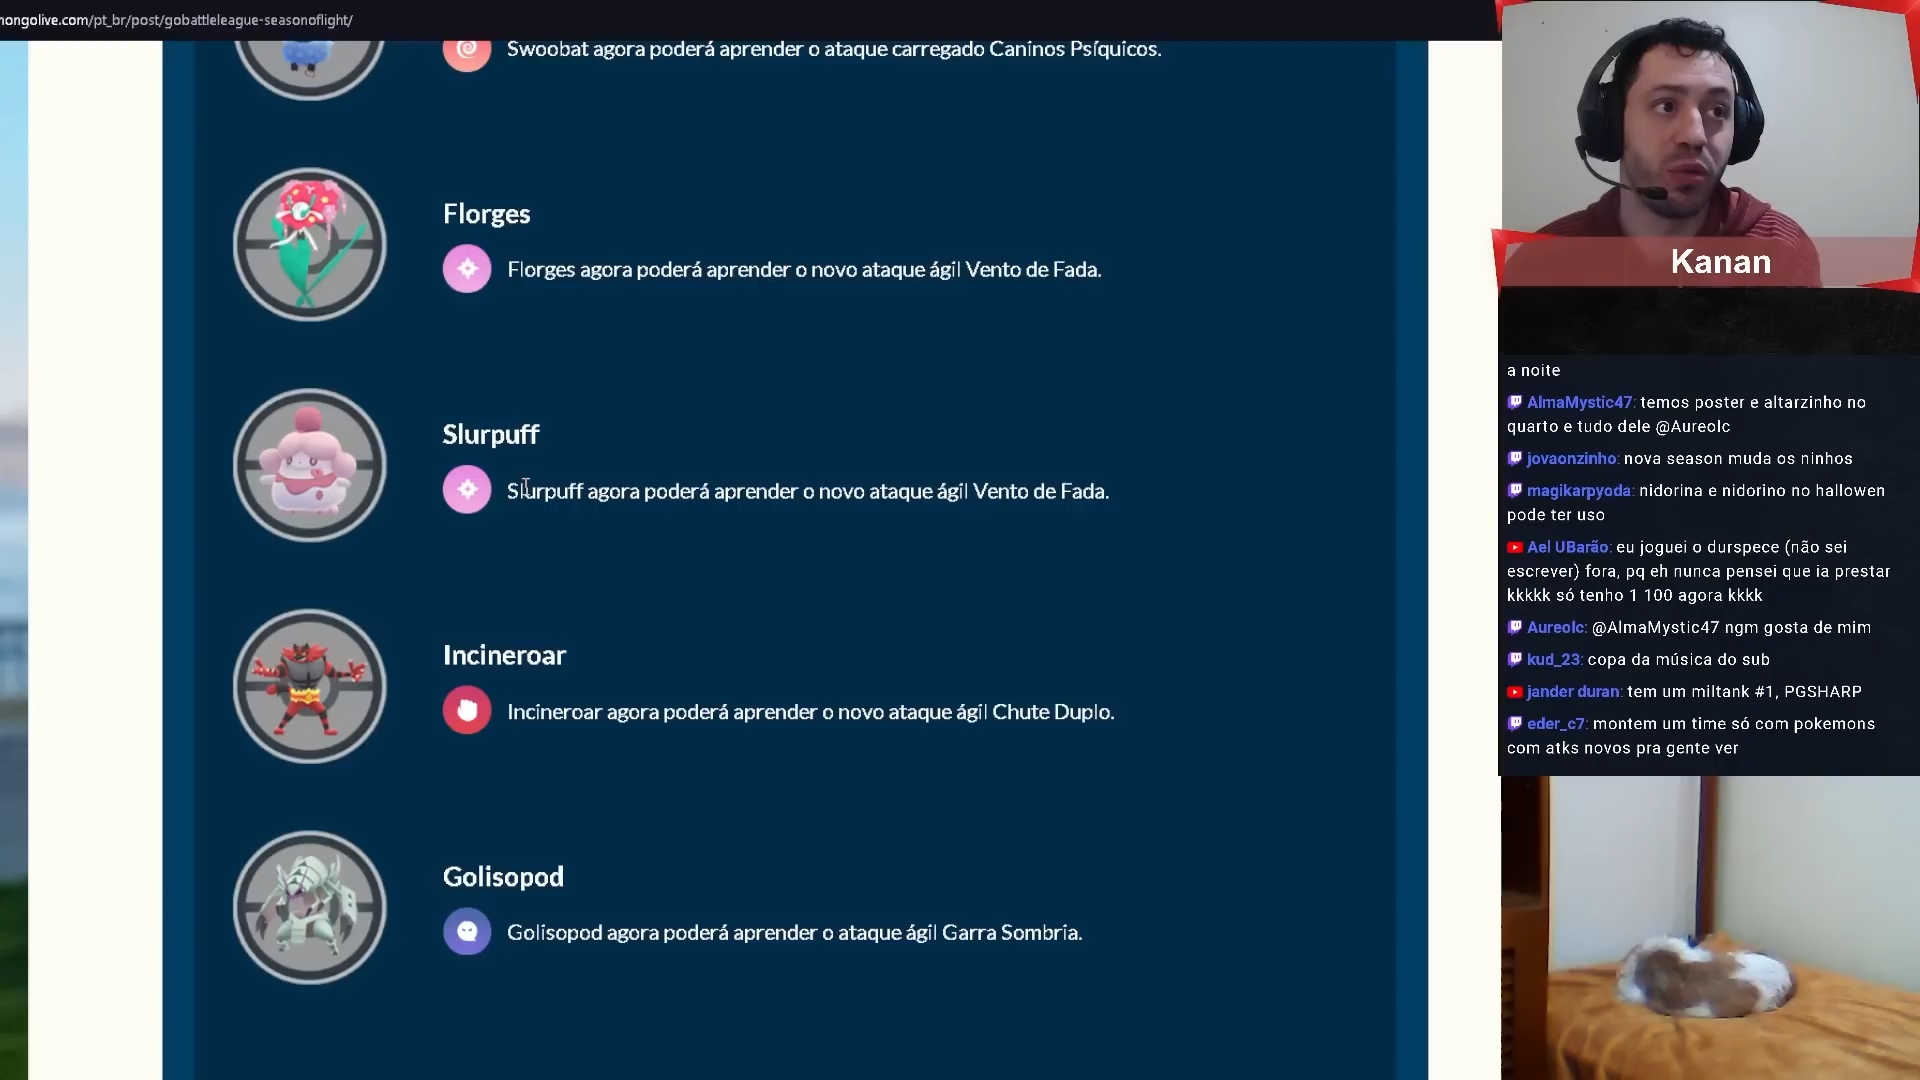 nongolive.com/pt_br/post/gobattleleague-seasonoflight/
Swoobat agora poderá aprender o ataque carregado Caninos Psíquicos.
Florges
Florges agora poderá aprender o novo ataque ágil Vento de Fada.
Slurpuff
Slurpuff agora poderá aprender o novo ataque ágil Vento de Fada.
Incineroar
Incineroar agora poderá aprender o novo ataque ágil Chute Duplo.
Golisopod
Golisopod agora poderá aprender o ataque ágil Garra Sombria.
Kanan
a noite
AlmaMystic47: temos poster e altarzinho no
quarto e tudo dele @Aureolc
jovaonzinho: nova season muda os ninhos
magikarpyoda: nidorina e nidorino no hallowen
pode ter uso
Ael UBarão: eu joguei o durspece (não sei
escrever) fora, pq eh nunca pensei que ia prestar
kkkkk só tenho 1 100 agora kkkk
Aureolc: @AlmaMystic47 ngm gosta de mim
kud_23: copa da música do sub
jander duran: tem um miltank #1, PGSHARP
eder_c7: montem um time só com pokemons
com atks novos pra gente ver